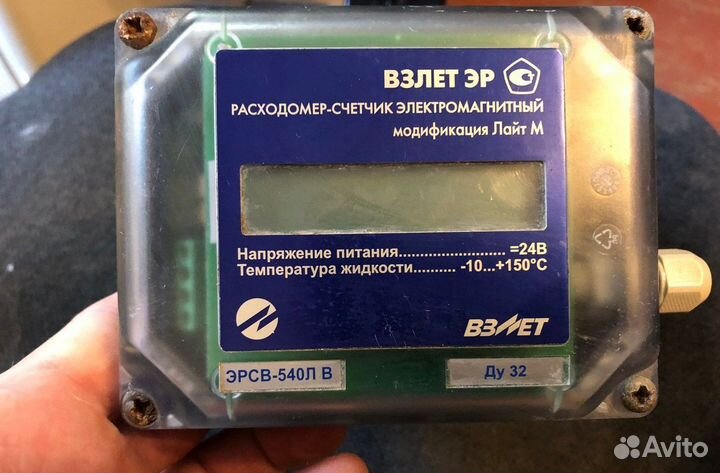 ВЗЛЕТ ЭР
РАСХОДОМЕР-СЧЕТЧИК ЭЛЕКТРОМАГНИТНЫЙ
модификация Лайт М
Напряжение питания........................ =24В
Температура жидкости.......... -10...+150°С
ВЗЛЕТ
ЭРСВ-540Л В
Ду 32
Avito